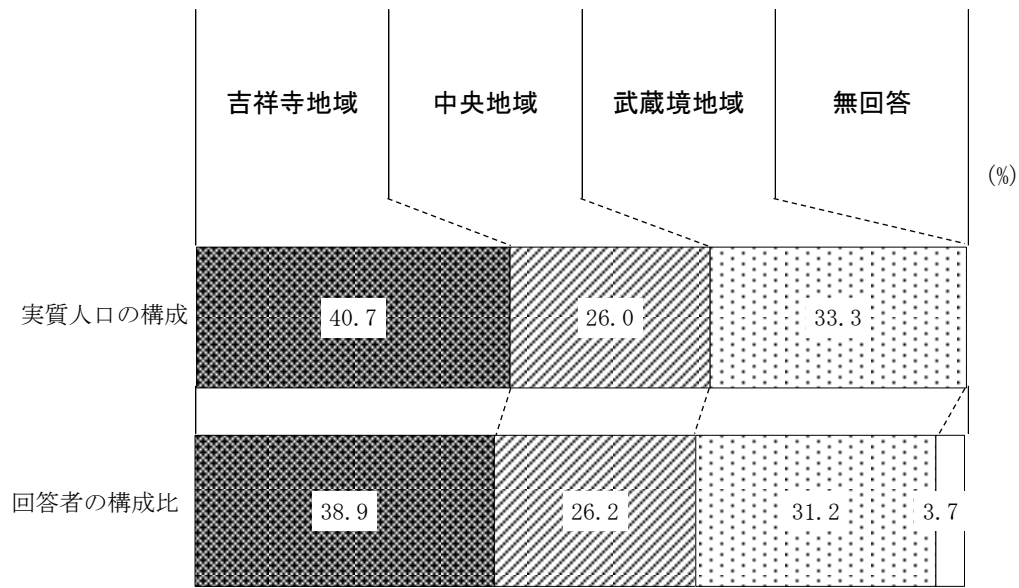 吉祥寺地域 中央地域 武蔵境地域 無回答
(%)
実質人口の構成 40.7 26.0 33.3
回答者の構成比 38.9 26.2 31.2 3.7